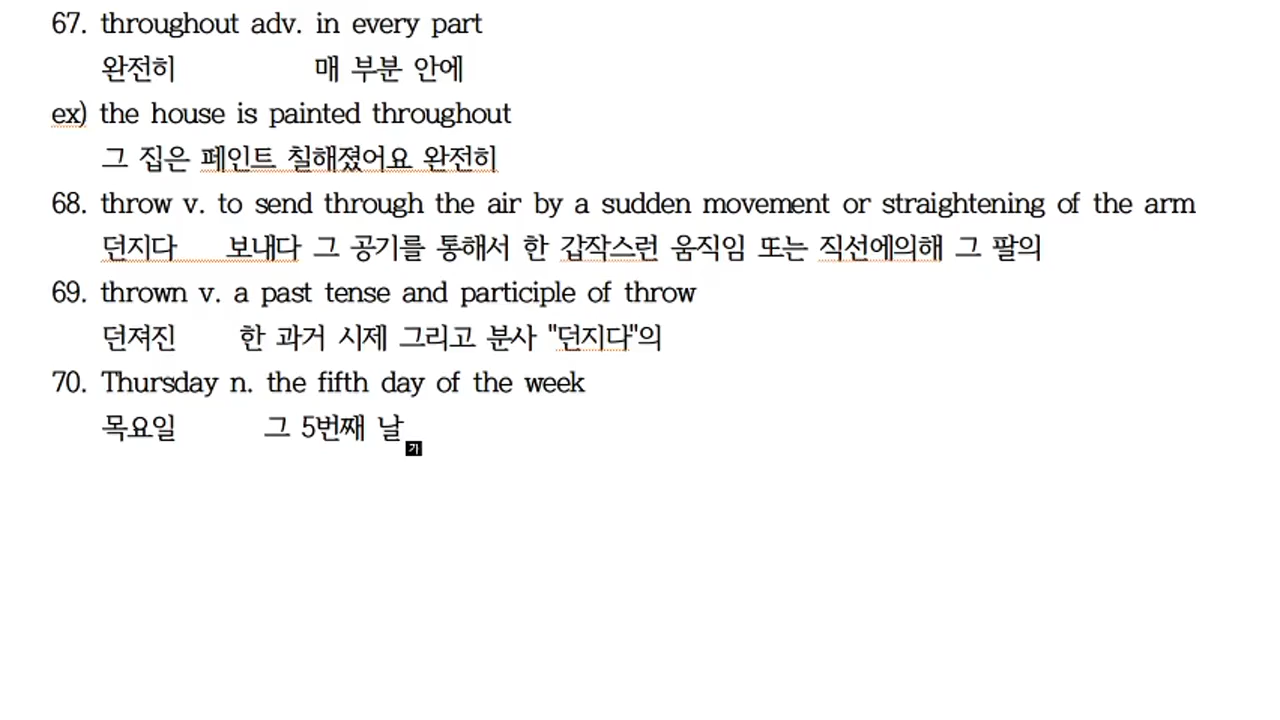 67. throughout adv. in every part
완전히 매 부분 안에
ex) the house is painted throughout
그 집은 페인트 칠해졌어요 완전히
68. throw v. to send through the air by a sudden movement or straightening of the arm
던지다 보내다 그 공기를 통해서 한 갑작스런 움직임 또는 직선에의해 그 팔의
69. thrown v. a past tense and participle of throw
던져진 한 과거 시제 그리고 분사 "던지다"의
70. Thursday n. the fifth day of the week
목요일 그 5번째 날
가